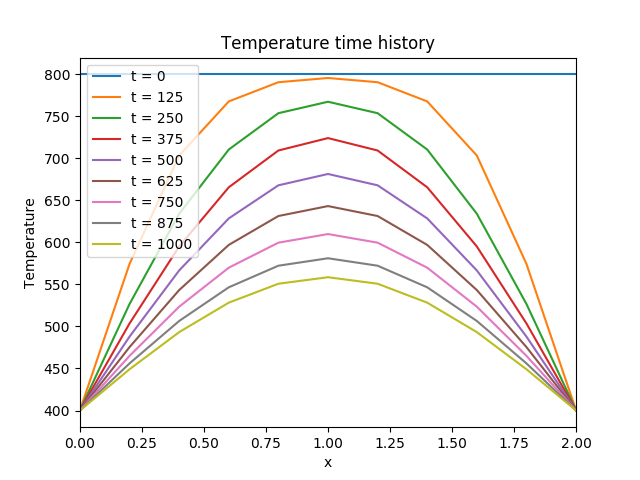 Temperature time history
Temperature
800
750
700
650
600
550
500
450
400
t = 0
t = 125
t = 250
t = 375
t = 500
t = 625
t = 750
t = 875
t = 1000
0.00 0.25 0.50 0.75 1.00 1.25 1.50 1.75 2.00
x